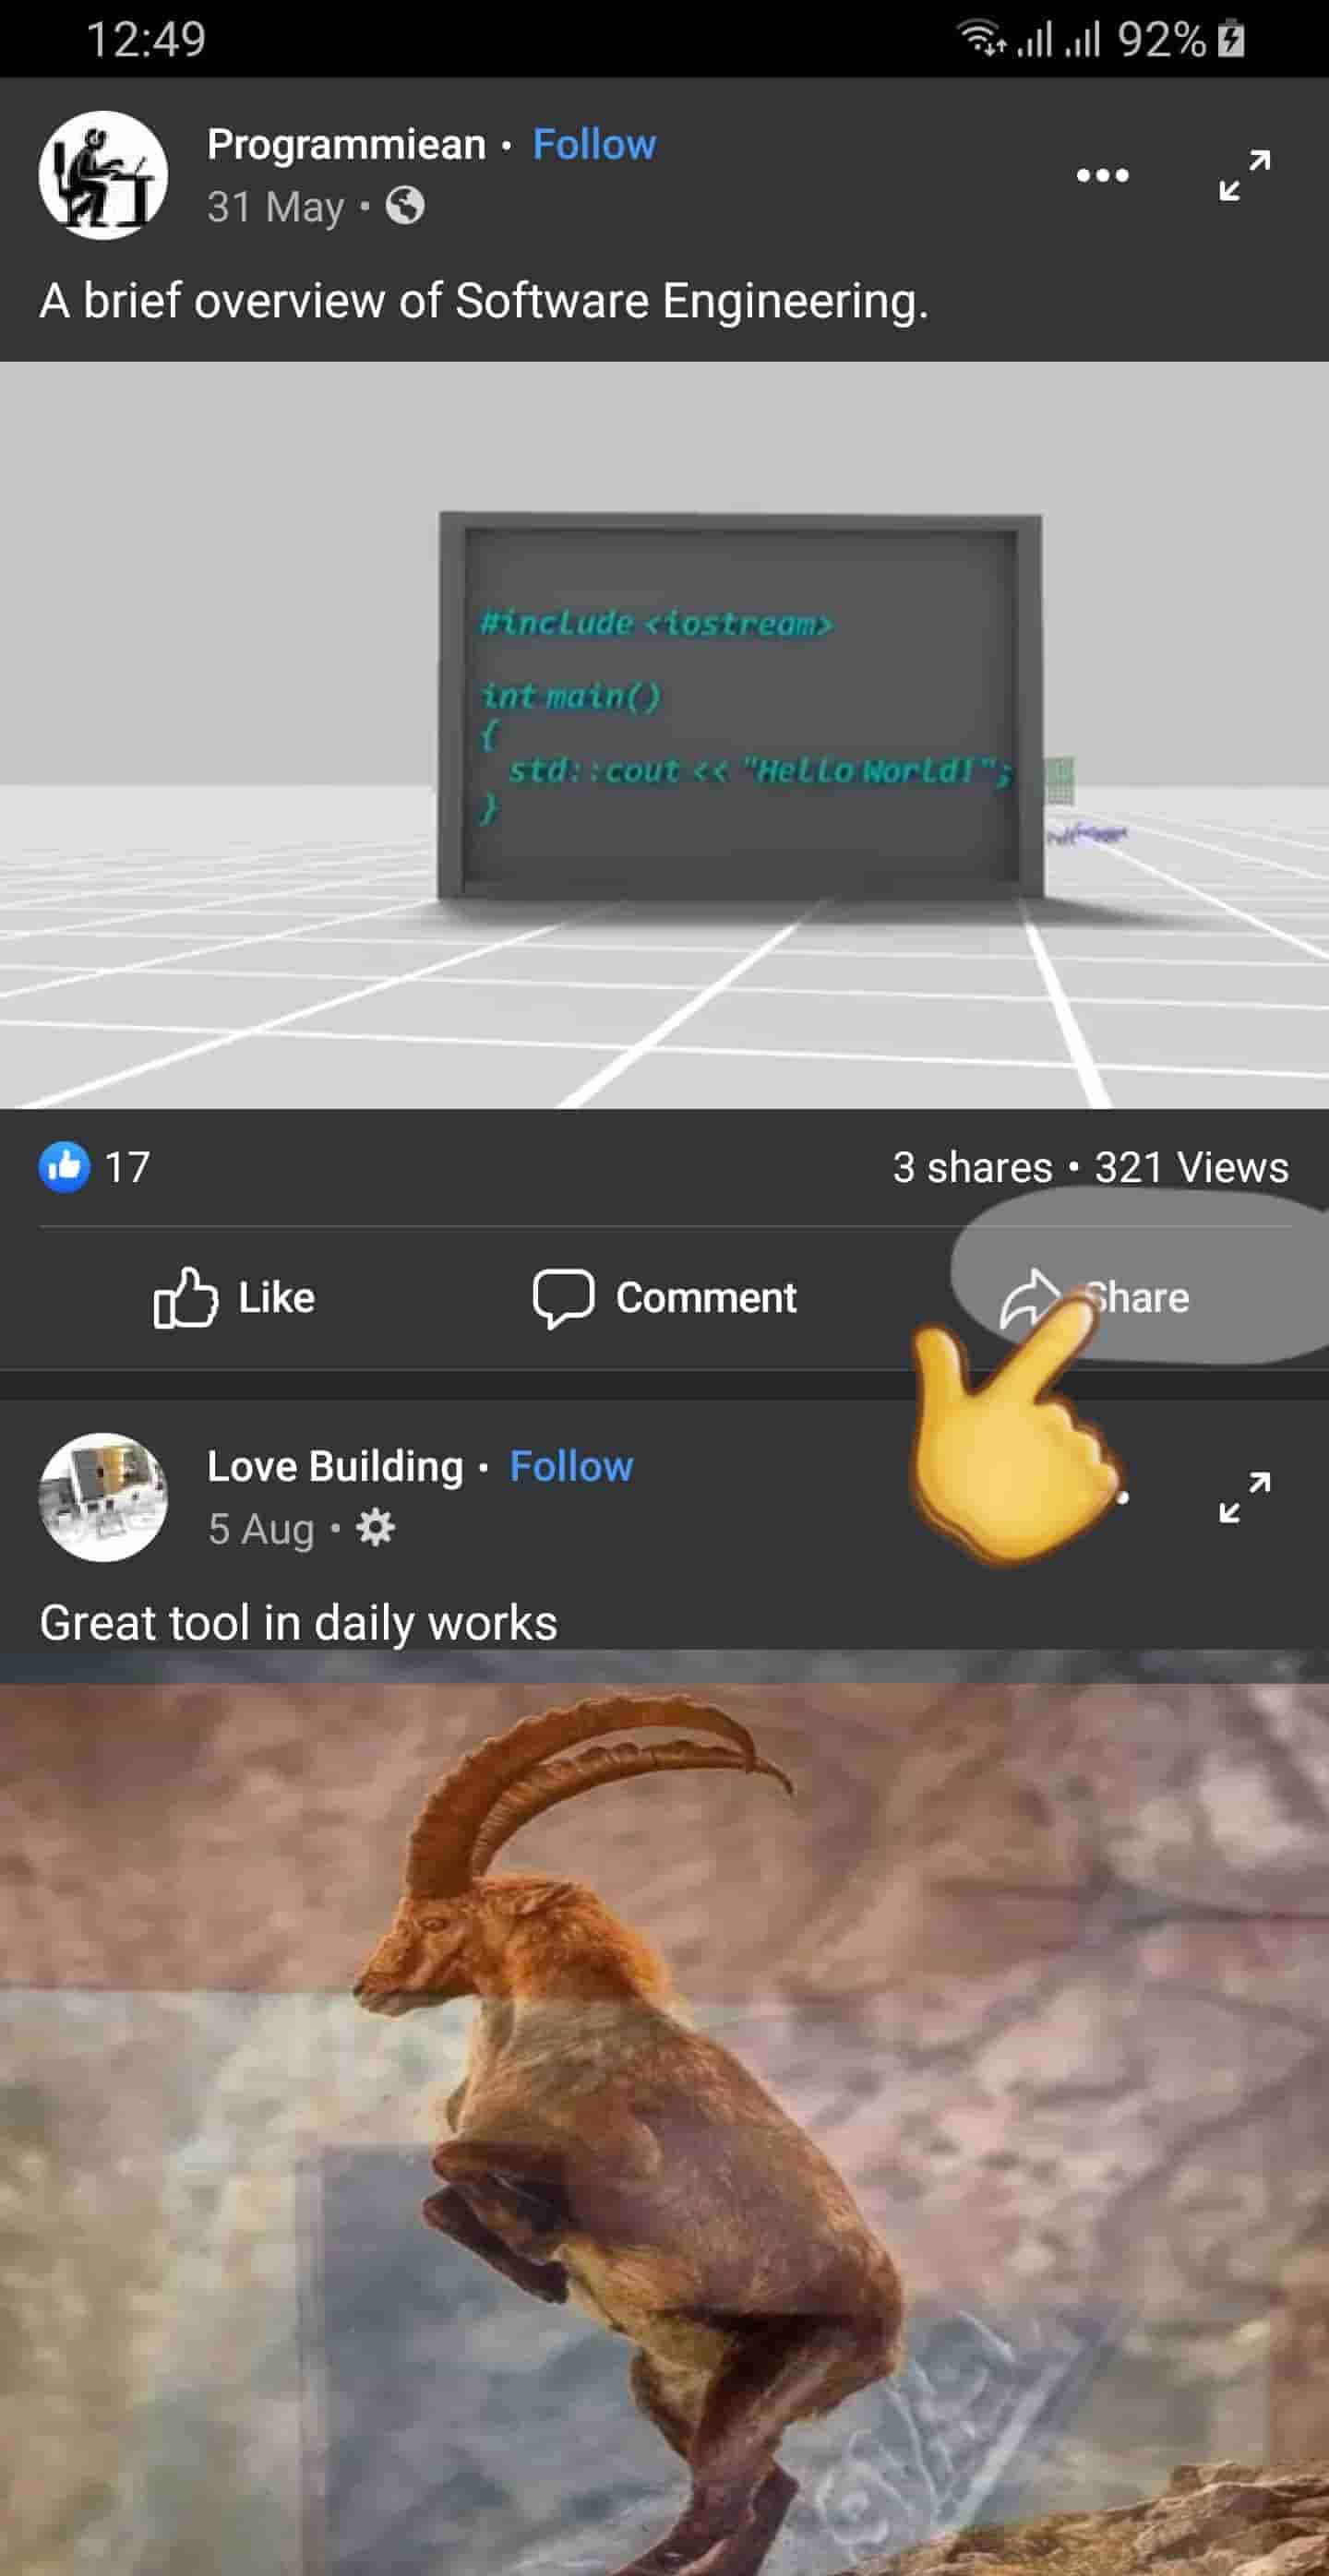 12:49 92%
Programmiean • Follow
31 May •
A brief overview of Software Engineering.
#include <iostream>
int main()
{
std::cout << "Hello World!";
}
17 3 shares • 321 Views
Like Comment Share
Love Building • Follow
5 Aug •
Great tool in daily works